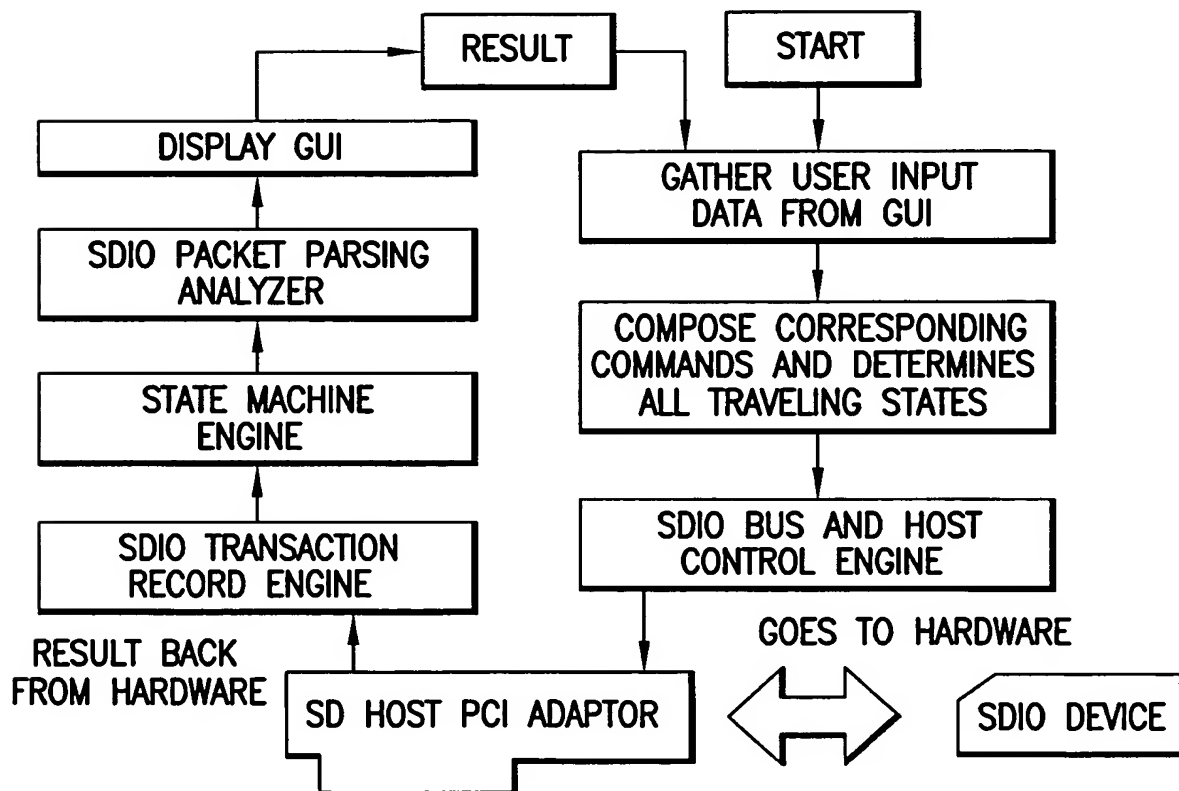 RESULT
START
DISPLAY GUI
GATHER USER INPUT
DATA FROM GUI
SDIO PACKET PARSING
ANALYZER
COMPOSE CORRESPONDING
COMMANDS AND DETERMINES
ALL TRAVELING STATES
STATE MACHINE
ENGINE
SDIO BUS AND HOST
CONTROL ENGINE
SDIO TRANSACTION
RECORD ENGINE
GOES TO HARDWARE
RESULT BACK
FROM HARDWARE
SD HOST PCI ADAPTOR
SDIO DEVICE